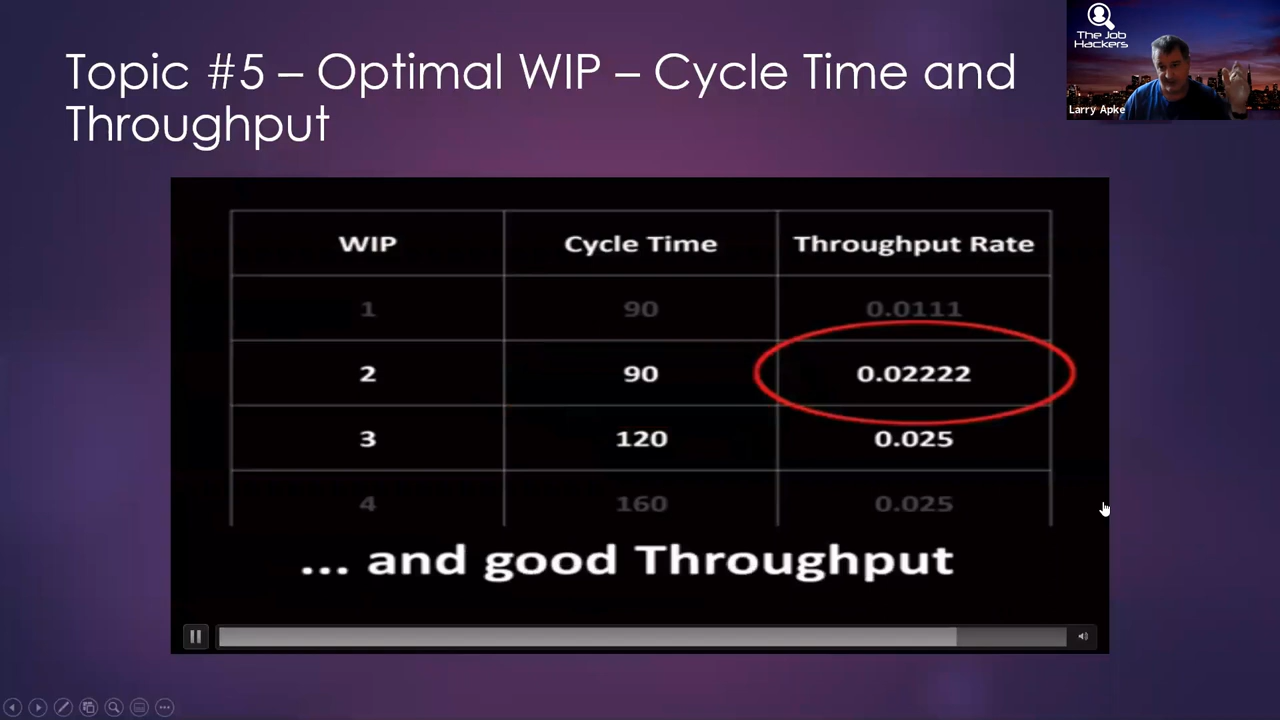 Topic #5 – Optimal WIP – Cycle Time and
Throughput
The Job
Hackers
Larry Apke
WIP Cycle Time Throughput Rate
1 90 0.0111
2 90 0.02222
3 120 0.025
4 160 0.025
... and good Throughput